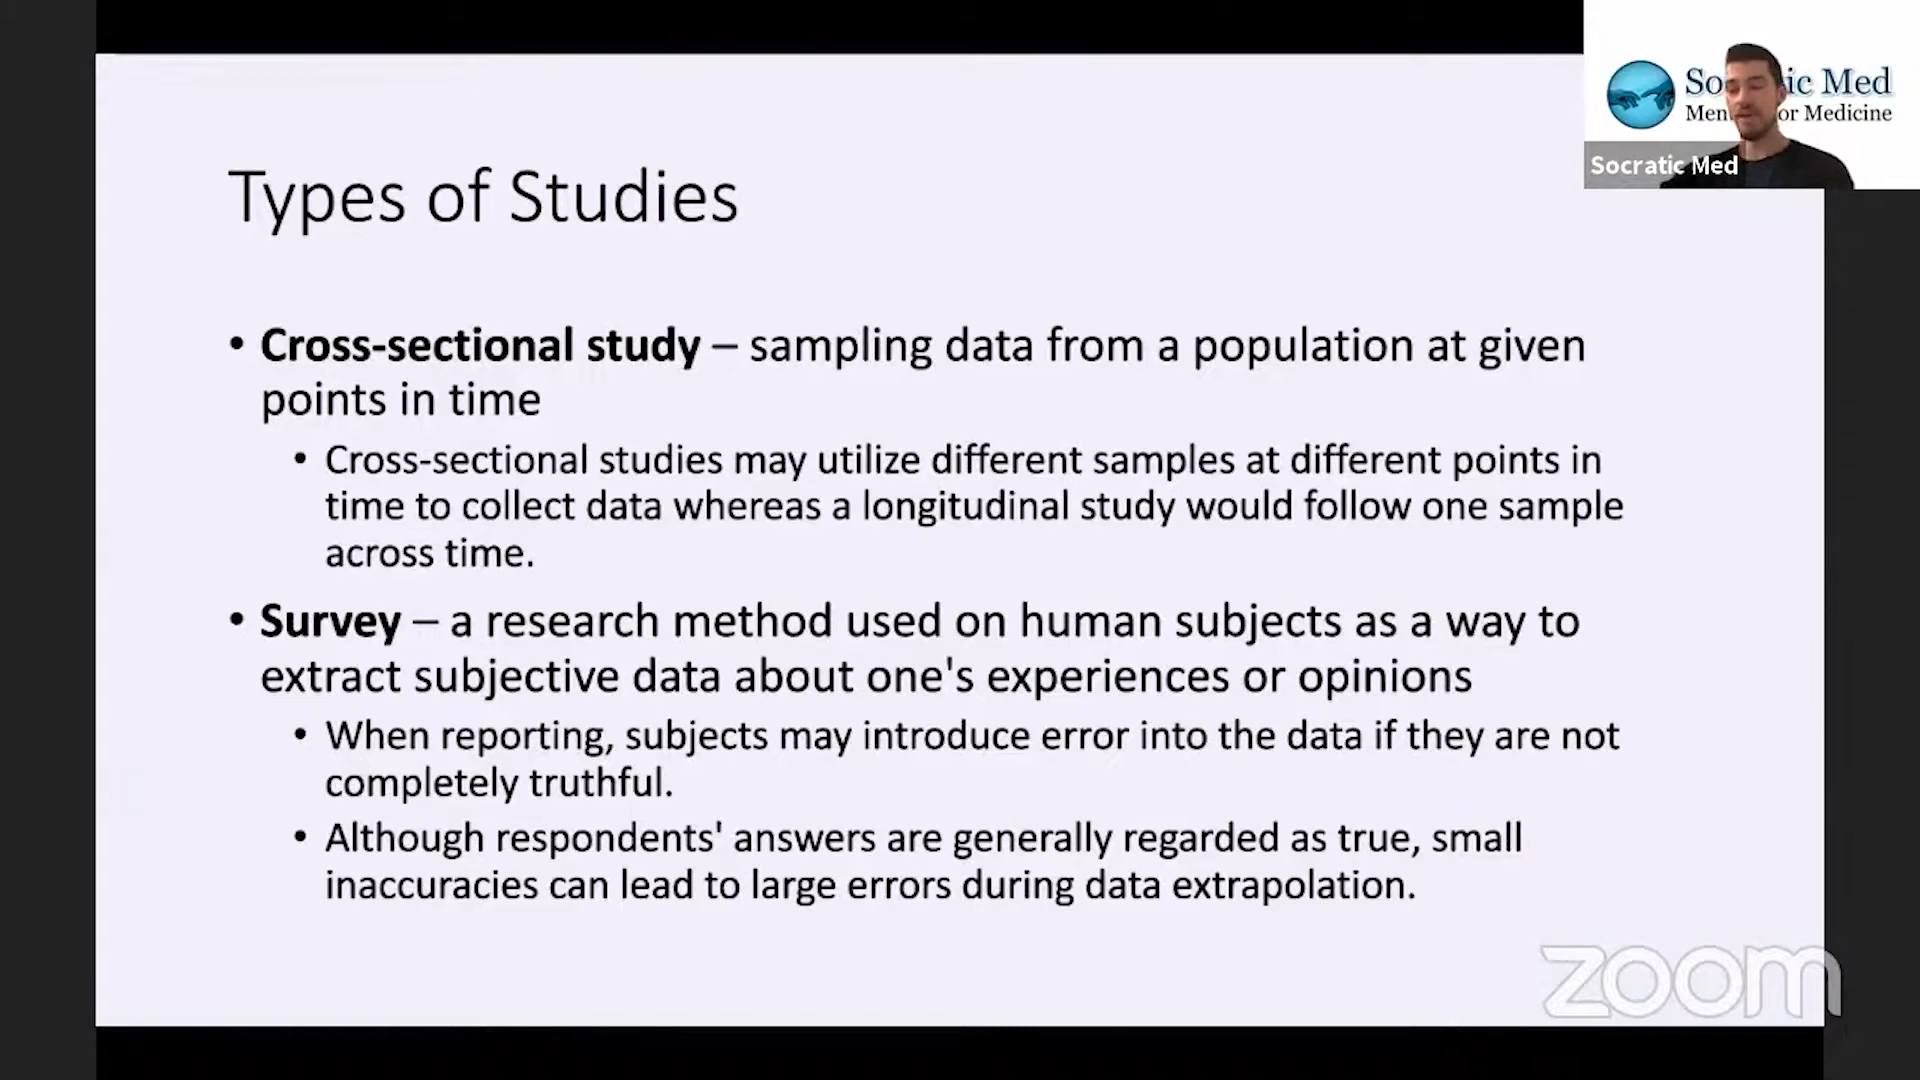 Types of Studies
• Cross-sectional study – sampling data from a population at given
points in time
• Cross-sectional studies may utilize different samples at different points in
time to collect data whereas a longitudinal study would follow one sample
across time.
• Survey – a research method used on human subjects as a way to
extract subjective data about one's experiences or opinions
• When reporting, subjects may introduce error into the data if they are not
completely truthful.
• Although respondents' answers are generally regarded as true, small
inaccuracies can lead to large errors during data extrapolation.
Med
Medicine
Socratic Med
zoom